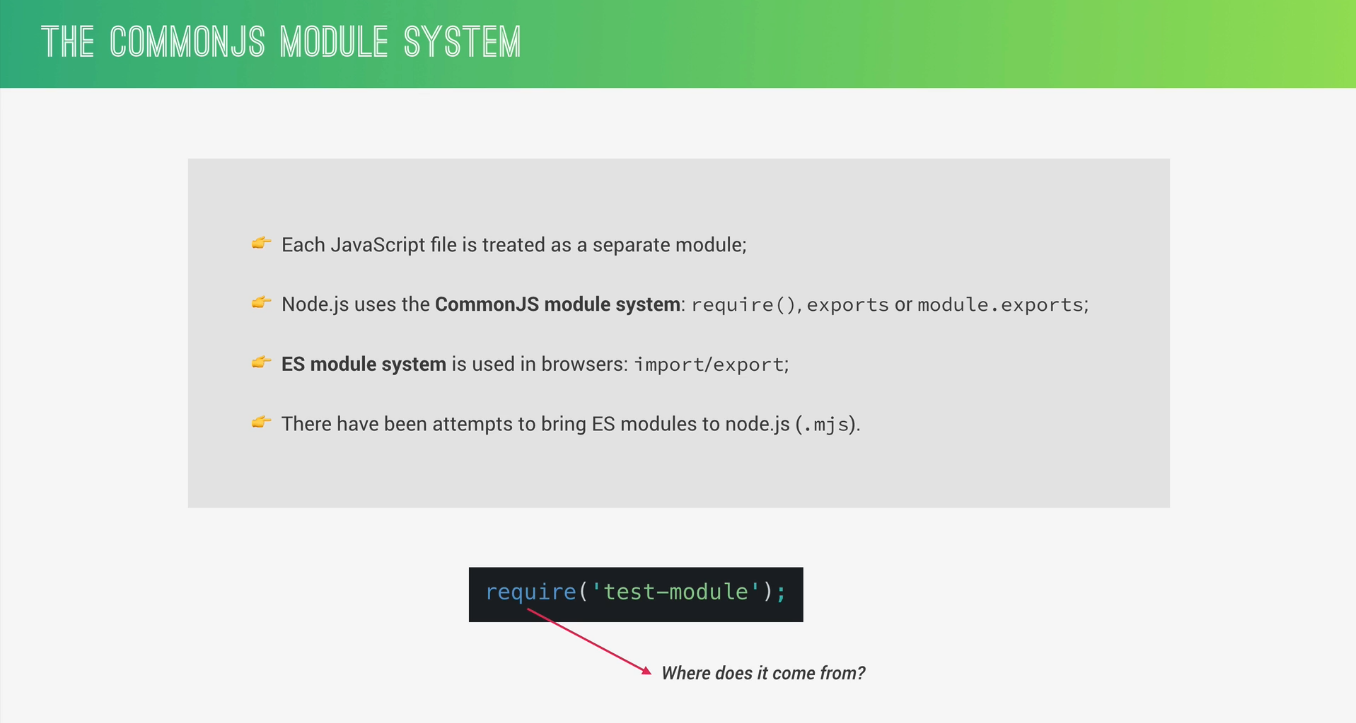 THE COMMONJS MODULE SYSTEM
👉 Each JavaScript file is treated as a separate module;
👉 Node.js uses the CommonJS module system: require(), exports or module.exports;
👉 ES module system is used in browsers: import/export;
👉 There have been attempts to bring ES modules to node.js (.mjs).
require('test-module');
Where does it come from?